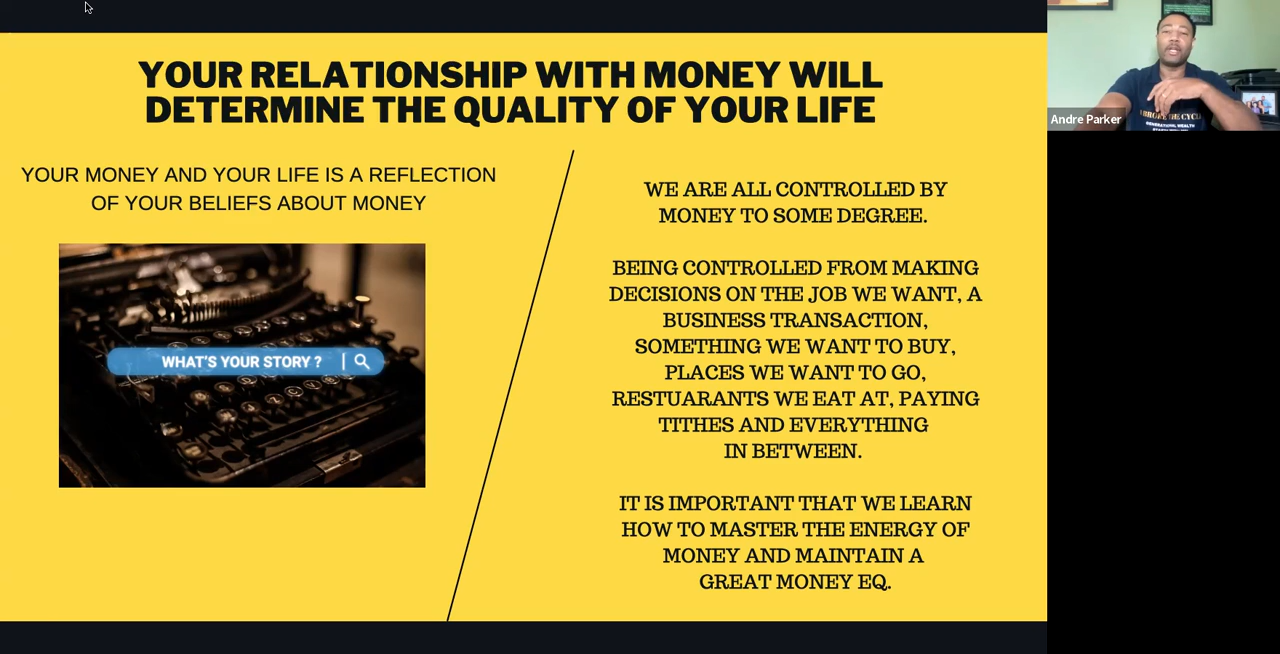 YOUR RELATIONSHIP WITH MONEY WILL
DETERMINE THE QUALITY OF YOUR LIFE
YOUR MONEY AND YOUR LIFE IS A REFLECTION
OF YOUR BELIEFS ABOUT MONEY
WHAT'S YOUR STORY ?
WE ARE ALL CONTROLLED BY
MONEY TO SOME DEGREE.
BEING CONTROLLED FROM MAKING
DECISIONS ON THE JOB WE WANT, A
BUSINESS TRANSACTION,
SOMETHING WE WANT TO BUY,
PLACES WE WANT TO GO,
RESTUARANTS WE EAT AT, PAYING
TITHES AND EVERYTHING
IN BETWEEN.
IT IS IMPORTANT THAT WE LEARN
HOW TO MASTER THE ENERGY OF
MONEY AND MAINTAIN A
GREAT MONEY EQ.
Andre Parker
THE CYCL
GENERATIONAL WEALTH